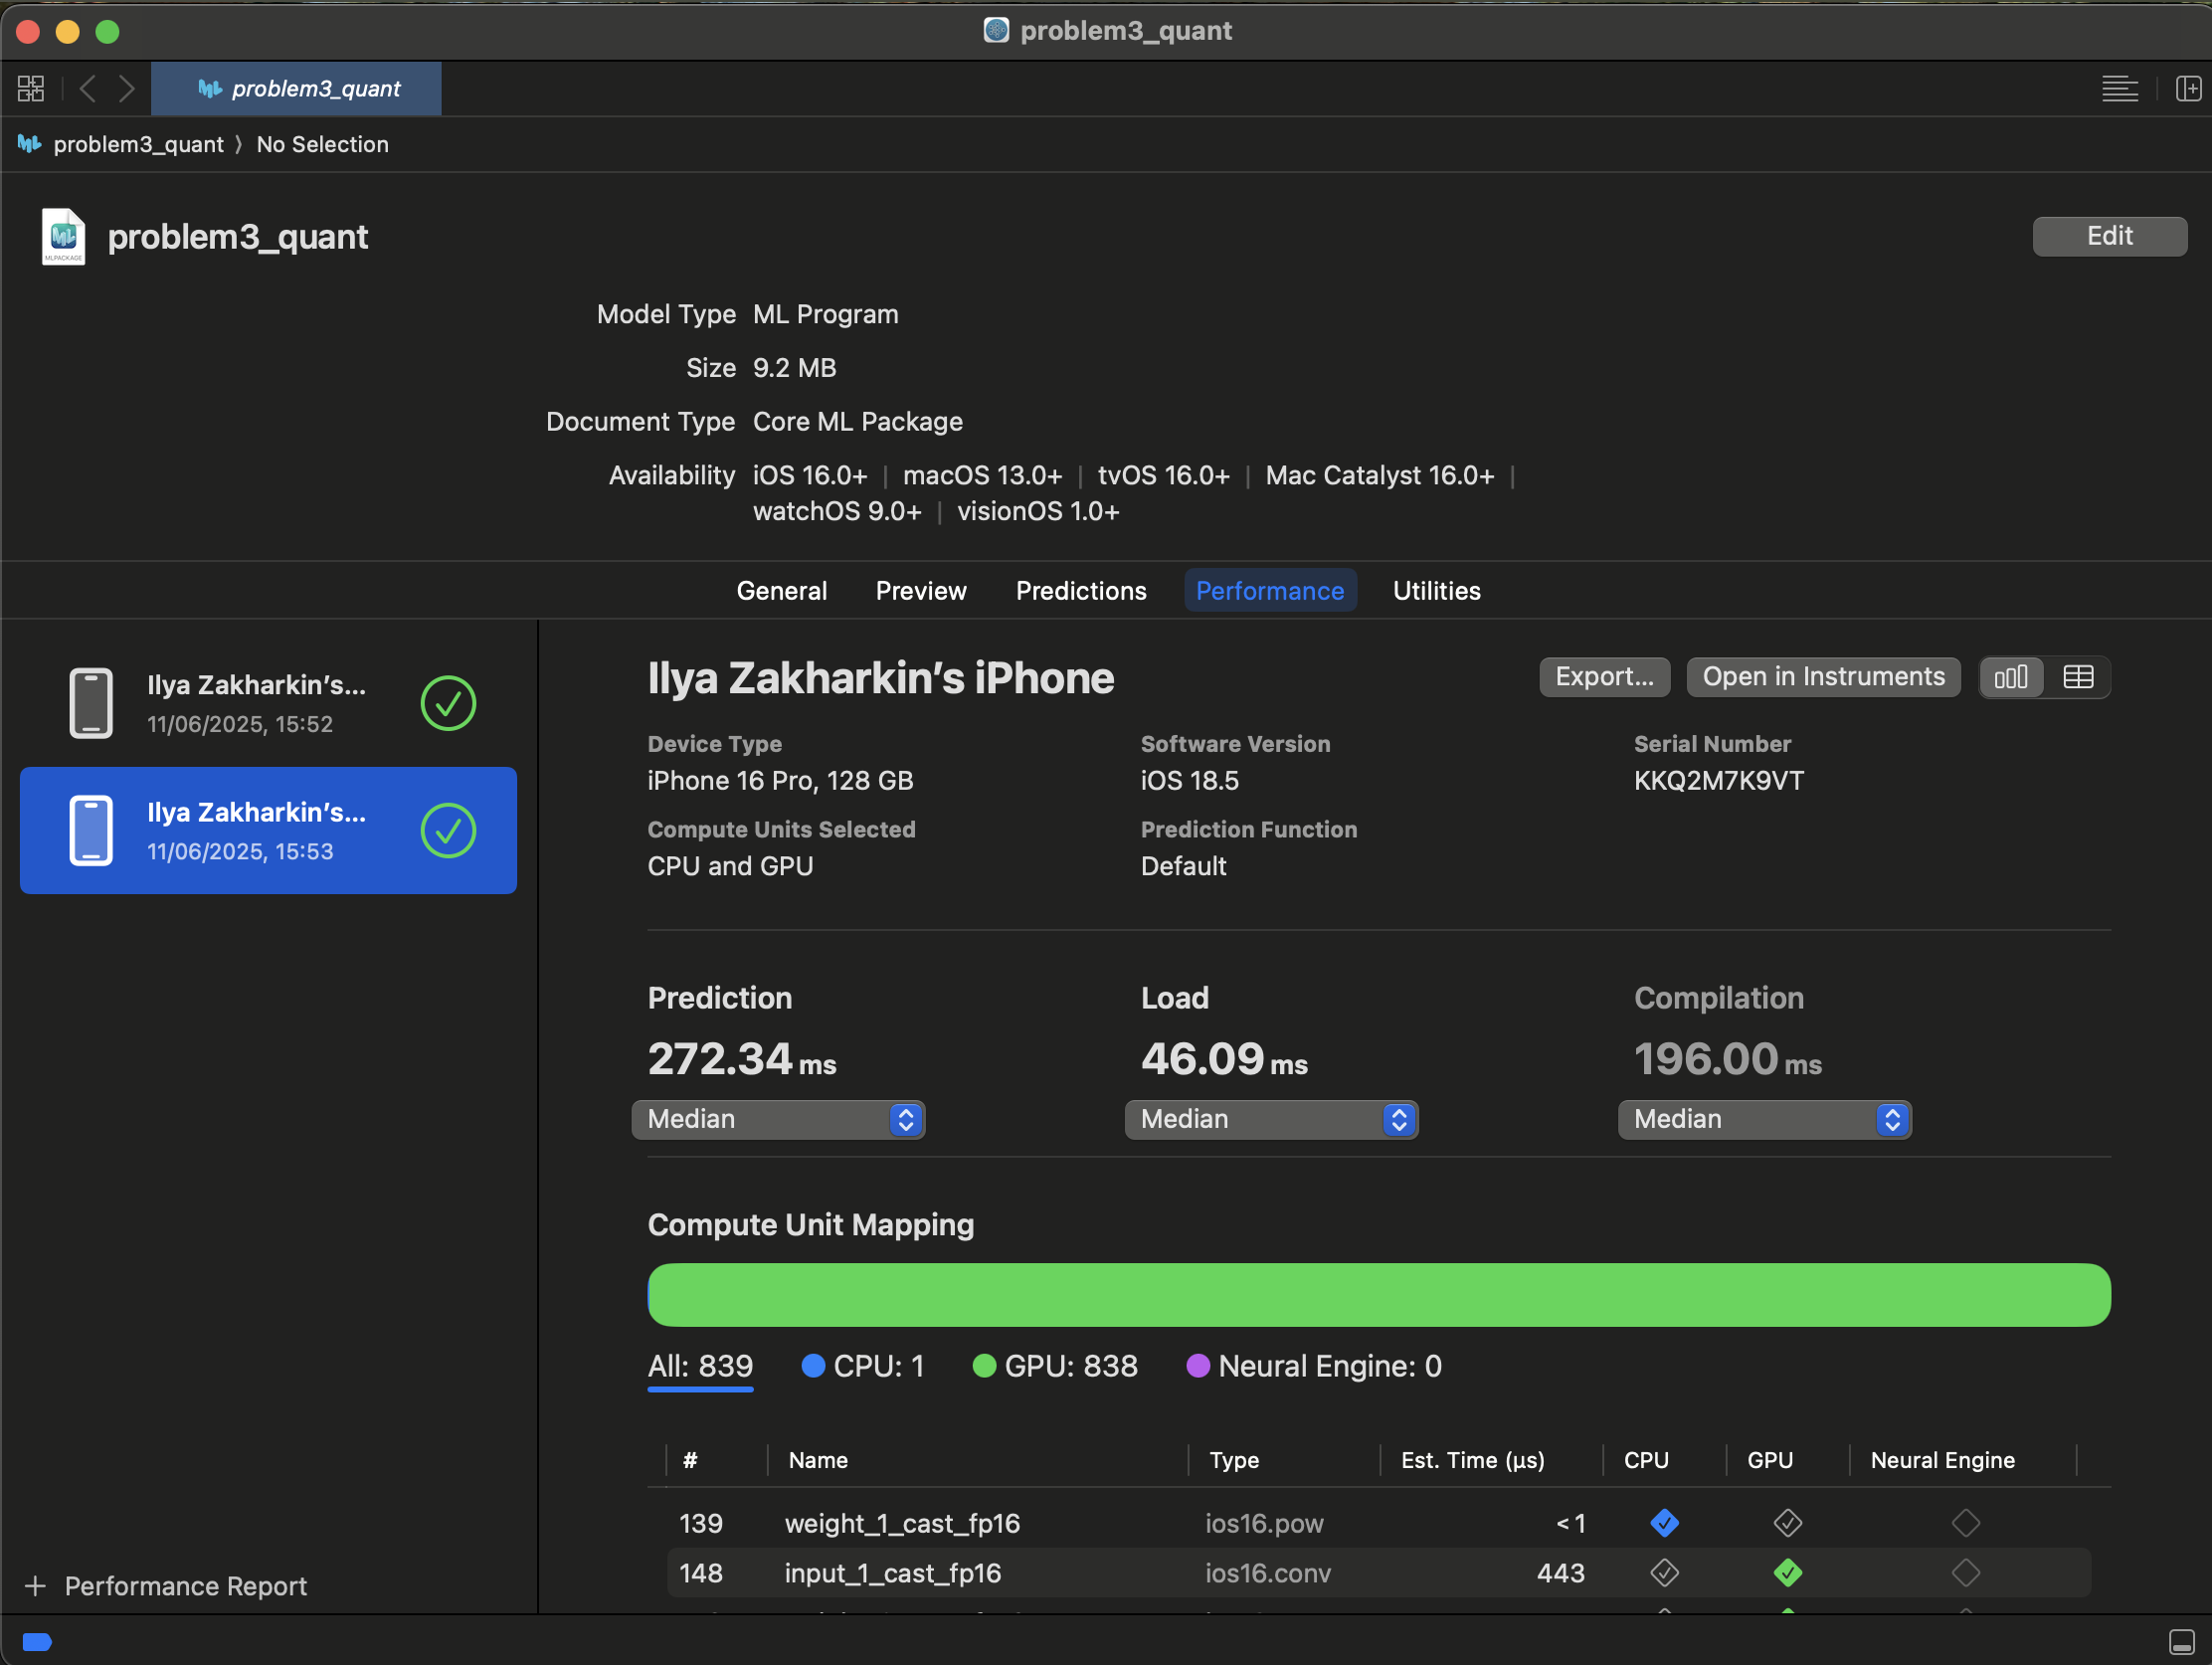 problem3_quant
problem3_quant
problem3_quant 〉 No Selection
MLPACKAGE
problem3_quant
Edit
Model Type ML Program
Size 9.2 MB
Document Type Core ML Package
Availability iOS 16.0+ | macOS 13.0+ | tvOS 16.0+ | Mac Catalyst 16.0+ |
watchOS 9.0+ | visionOS 1.0+
General Preview Predictions Performance Utilities
Ilya Zakharkin’s...
11/06/2025, 15:52
Ilya Zakharkin’s...
11/06/2025, 15:53
Performance Report
Ilya Zakharkin’s iPhone
Export... Open in Instruments
Device Type Software Version Serial Number
iPhone 16 Pro, 128 GB iOS 18.5 KKQ2M7K9VT
Compute Units Selected Prediction Function
CPU and GPU Default
Prediction Load Compilation
272.34 ms 46.09 ms 196.00 ms
Median Median Median
Compute Unit Mapping
All: 839 CPU: 1 GPU: 838 Neural Engine: 0
# Name Type Est. Time (µs) CPU GPU Neural Engine
139 weight_1_cast_fp16 ios16.pow <1
148 input_1_cast_fp16 ios16.conv 443